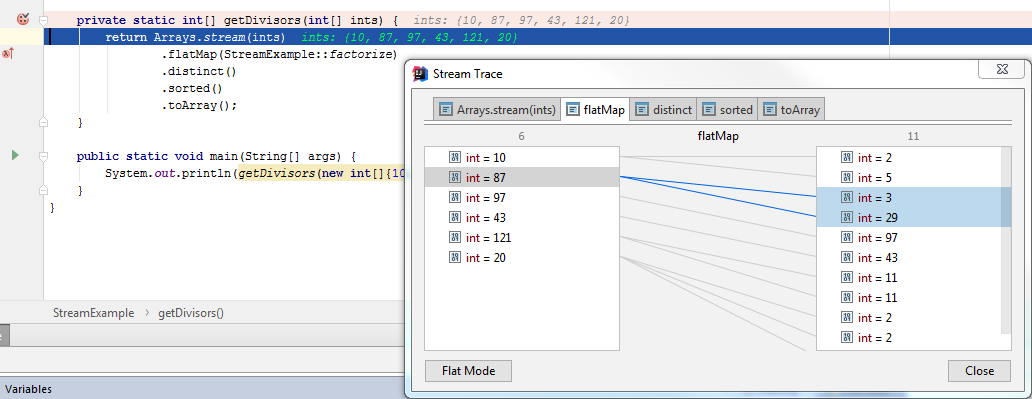 private static int[] getDivisors(int[] ints) { ints: {10, 87, 97, 43, 121, 20}
return Arrays.stream(ints) ints: {10, 87, 97, 43, 121, 20}
.flatMap(StreamExample::factorize)
.distinct()
.sorted()
.toArray();
}
public static void main(String[] args) {
System.out.println(getDivisors(new int[]{10
}
}
StreamExample › getDivisors()
Variables
Stream Trace
Arrays.stream(ints) flatMap distinct sorted toArray
6 flatMap 11
int = 10
int = 87
int = 97
int = 43
int = 121
int = 20
int = 2
int = 5
int = 3
int = 29
int = 97
int = 43
int = 11
int = 11
int = 2
int = 2
Flat Mode Close